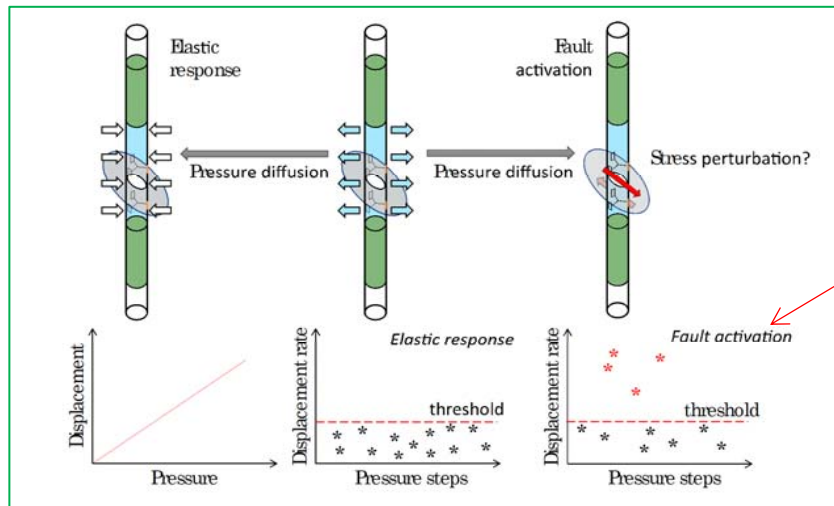 Elastic
response
Fault
activation
Pressure diffusion
Pressure diffusion
Stress perturbation?
Displacement
Pressure
Displacement rate
Elastic response
threshold
Pressure steps
Displacement rate
Fault activation
threshold
Pressure steps